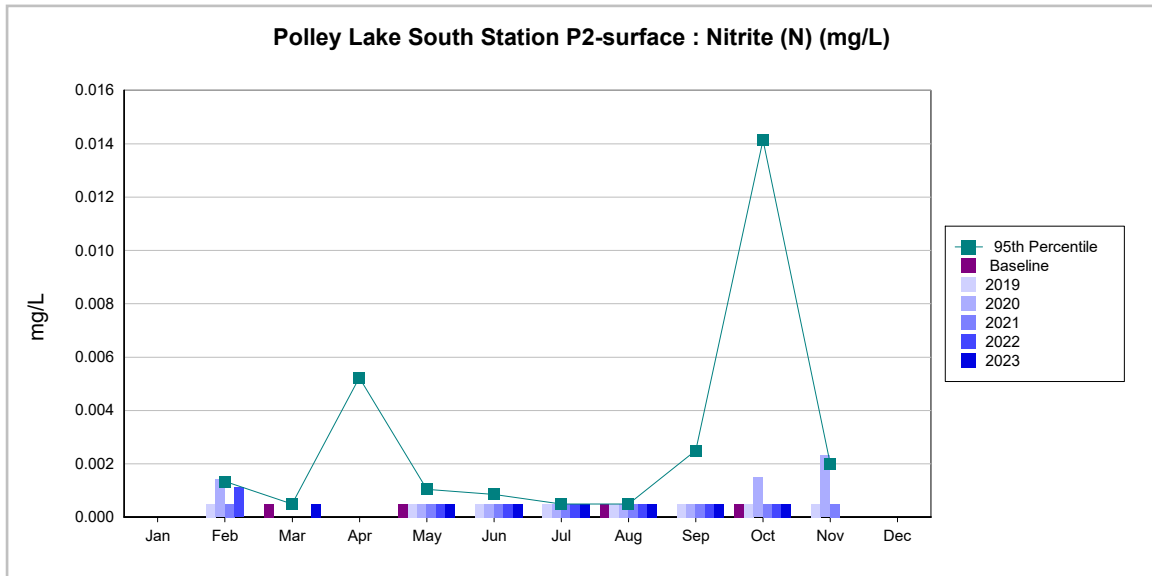 Polley Lake South Station P2-surface : Nitrite (N) (mg/L)
mg/L
0.016
0.014
0.012
0.010
0.008
0.006
0.004
0.002
0.000
Jan Feb Mar Apr May Jun Jul Aug Sep Oct Nov Dec
95th Percentile
Baseline
2019
2020
2021
2022
2023